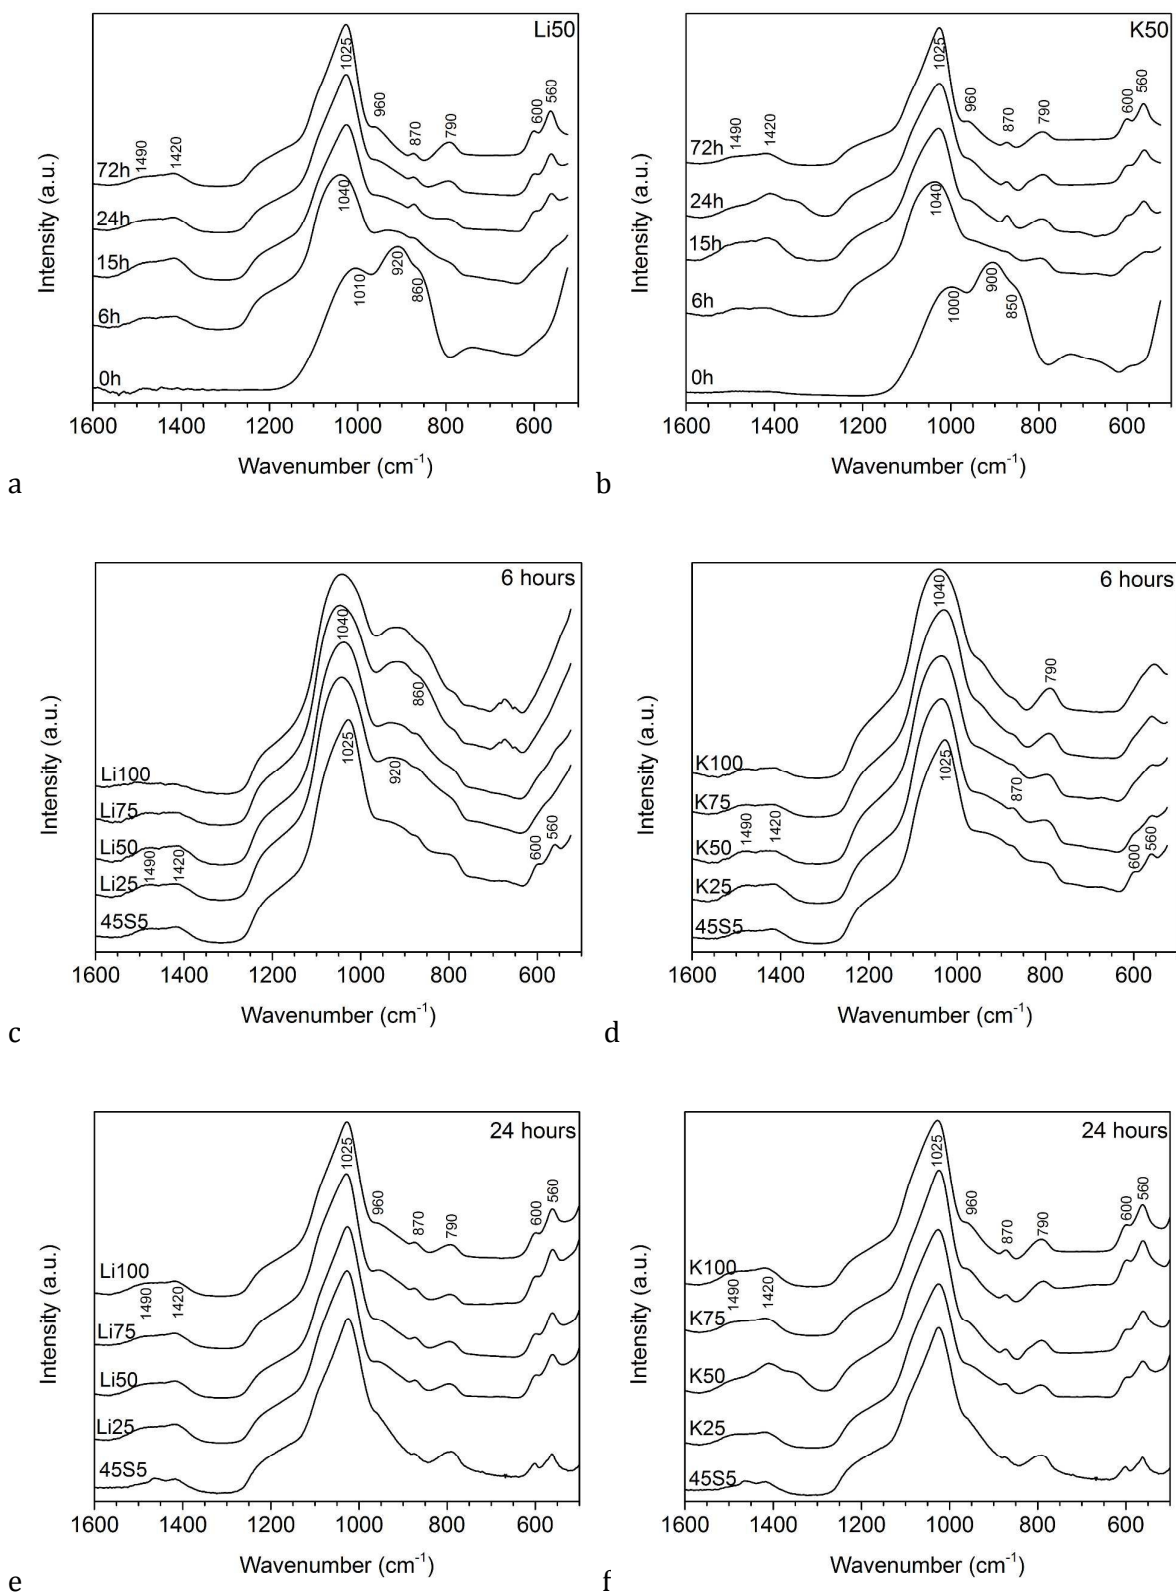 Li50
1025
960
870
790
600
560
1490
1420
72h
24h
1040
15h
1010
920
860
6h
0h
1600 1400 1200 1000 800 600
Wavenumber (cm-1)
Intensity (a.u.)
a
K50
1025
960
870
790
600
560
1490
1420
72h
24h
1040
15h
1000
900
850
6h
0h
1600 1400 1200 1000 800 600
Wavenumber (cm-1)
Intensity (a.u.)
b
6 hours
1040
860
1025
920
600
560
Li100
Li75
Li50
1490
1420
Li25
45S5
1600 1400 1200 1000 800 600
Wavenumber (cm-1)
Intensity (a.u.)
c
6 hours
1040
790
1025
870
600
560
K100
K75
1490
1420
K50
K25
45S5
1600 1400 1200 1000 800 600
Wavenumber (cm-1)
Intensity (a.u.)
d
24 hours
1025
960
870
790
600
560
Li100
1490
1420
Li75
Li50
Li25
45S5
1600 1400 1200 1000 800 600
Wavenumber (cm-1)
Intensity (a.u.)
e
24 hours
1025
960
870
790
600
560
K100
1490
1420
K75
K50
K25
45S5
1600 1400 1200 1000 800 600
Wavenumber (cm-1)
Intensity (a.u.)
f